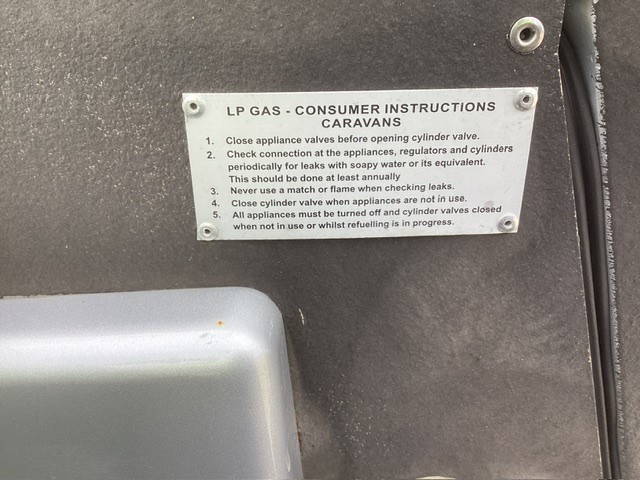 LP GAS - CONSUMER INSTRUCTIONS
CARAVANS
1. Close appliance valves before opening cylinder valve.
2. Check connection at the appliances, regulators and cylinders
periodically for leaks with soapy water or its equivalent.
This should be done at least annually
3. Never use a match or flame when checking leaks.
4. Close cylinder valve when appliances are not in use.
5. All appliances must be turned off and cylinder valves closed
when not in use or whilst refuelling is in progress.